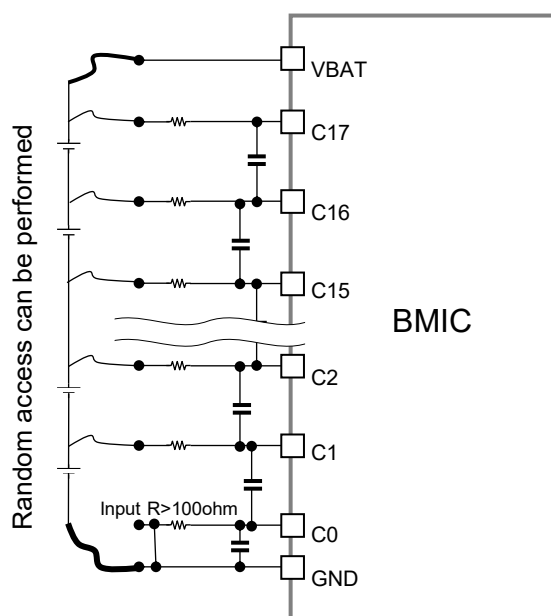 Random access can be performed
VBAT
C17
C16
C15
BMIC
C2
C1
Input R>100ohm
C0
GND